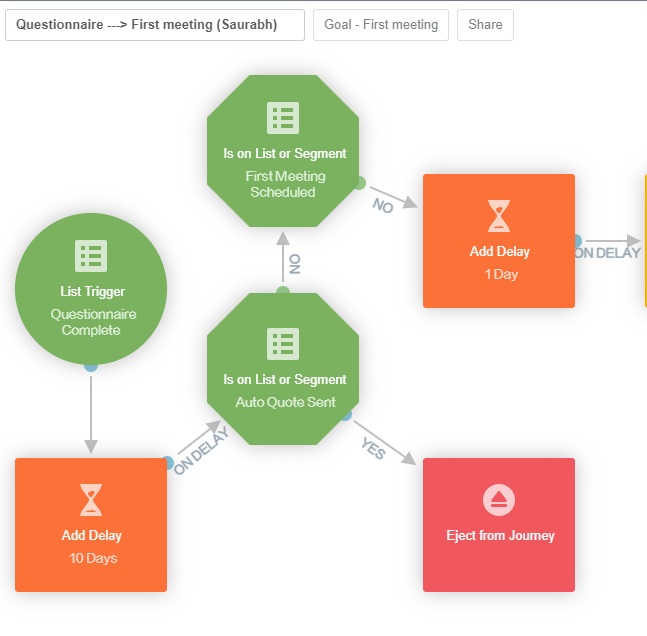 Questionnaire ---> First meeting (Saurabh)
Goal - First meeting
Share
Is on List or Segment
First Meeting
Scheduled
NO
Add Delay
1 Day
ON DELAY
NO
List Trigger
Questionnaire
Complete
Is on List or Segment
Auto Quote Sent
ON DELAY
YES
Add Delay
10 Days
Eject from Journey